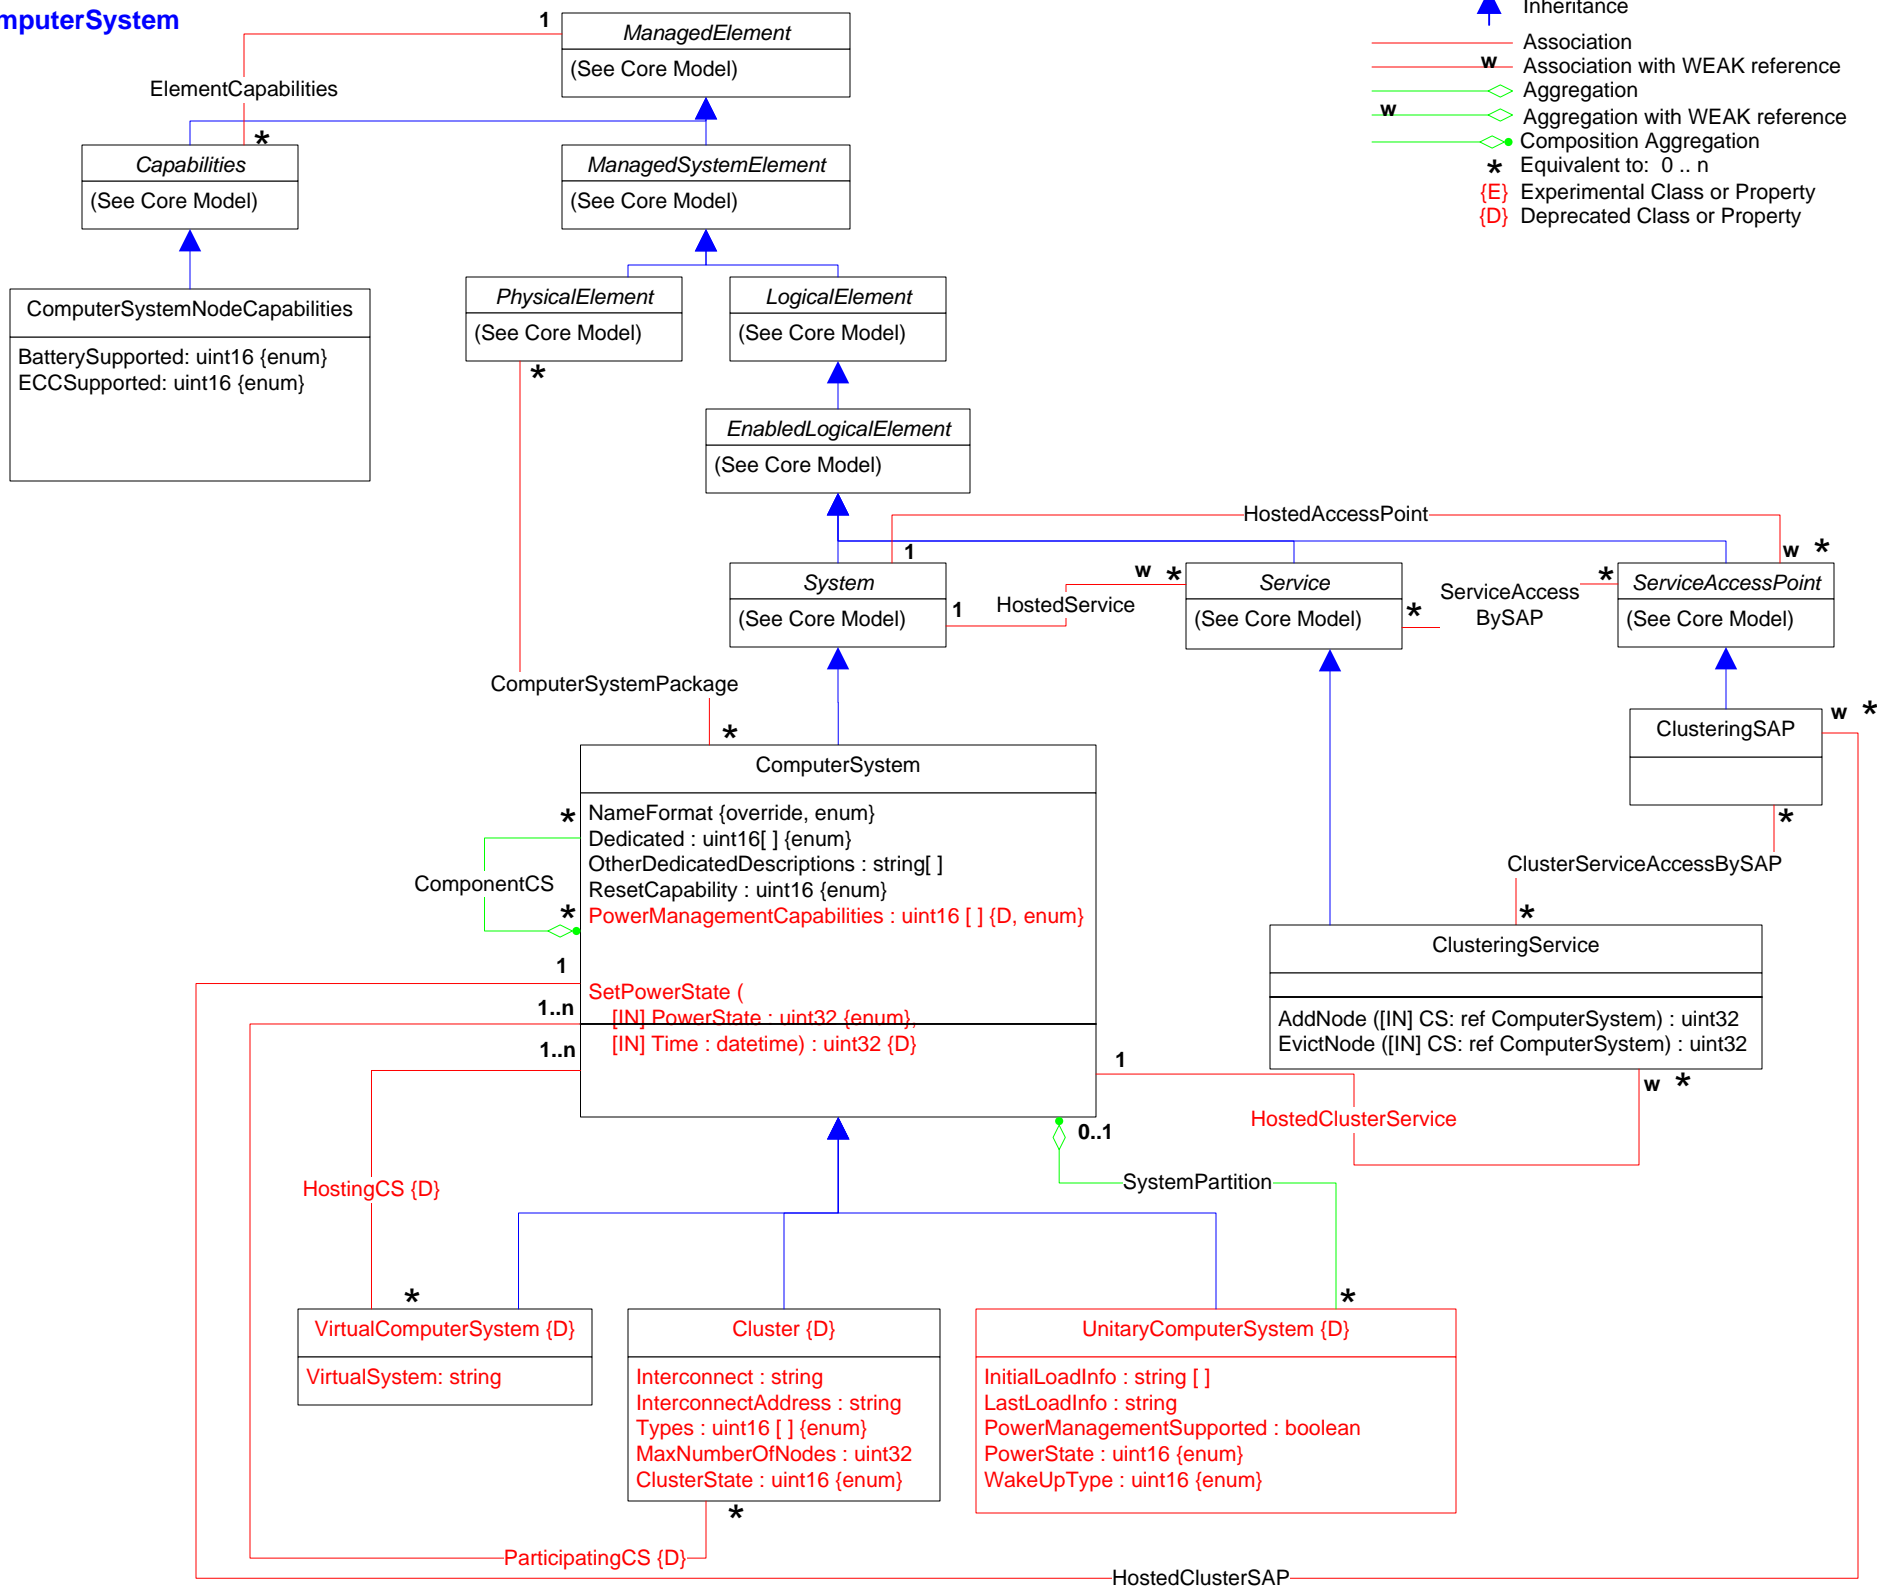 mputerSystem
Inheritance
Association
w Association with WEAK reference
Aggregation
w Aggregation with WEAK reference
Composition Aggregation
* Equivalent to: 0 .. n
{E} Experimental Class or Property
{D} Deprecated Class or Property
1
ManagedElement
(See Core Model)
ElementCapabilities
*
Capabilities
(See Core Model)
ManagedSystemElement
(See Core Model)
ComputerSystemNodeCapabilities
BatterySupported: uint16 {enum}
ECCSupported: uint16 {enum}
PhysicalElement
(See Core Model)
*
LogicalElement
(See Core Model)
EnabledLogicalElement
(See Core Model)
HostedAccessPoint
1
w *
System
(See Core Model)
1
HostedService
w *
Service
(See Core Model)
*
ServiceAccess
BySAP
*
ServiceAccessPoint
(See Core Model)
ComputerSystemPackage
*
ClusteringSAP
w *
*
ClusterServiceAccessBySAP
*
ComputerSystem
NameFormat {override, enum}
Dedicated : uint16[ ] {enum}
OtherDedicatedDescriptions : string[ ]
ResetCapability : uint16 {enum}
PowerManagementCapabilities : uint16 [ ] {D, enum}
SetPowerState (
[IN] PowerState : uint32 {enum},
[IN] Time : datetime) : uint32 {D}
*
ComponentCS
*
1
1..n
1..n
ClusteringService
AddNode ([IN] CS: ref ComputerSystem) : uint32
EvictNode ([IN] CS: ref ComputerSystem) : uint32
1
w *
HostedClusterService
0..1
SystemPartition
HostingCS {D}
*
*
VirtualComputerSystem {D}
VirtualSystem: string
Cluster {D}
Interconnect : string
InterconnectAddress : string
Types : uint16 [ ] {enum}
MaxNumberOfNodes : uint32
ClusterState : uint16 {enum}
*
UnitaryComputerSystem {D}
InitialLoadInfo : string [ ]
LastLoadInfo : string
PowerManagementSupported : boolean
PowerState : uint16 {enum}
WakeUpType : uint16 {enum}
ParticipatingCS {D}
HostedClusterSAP